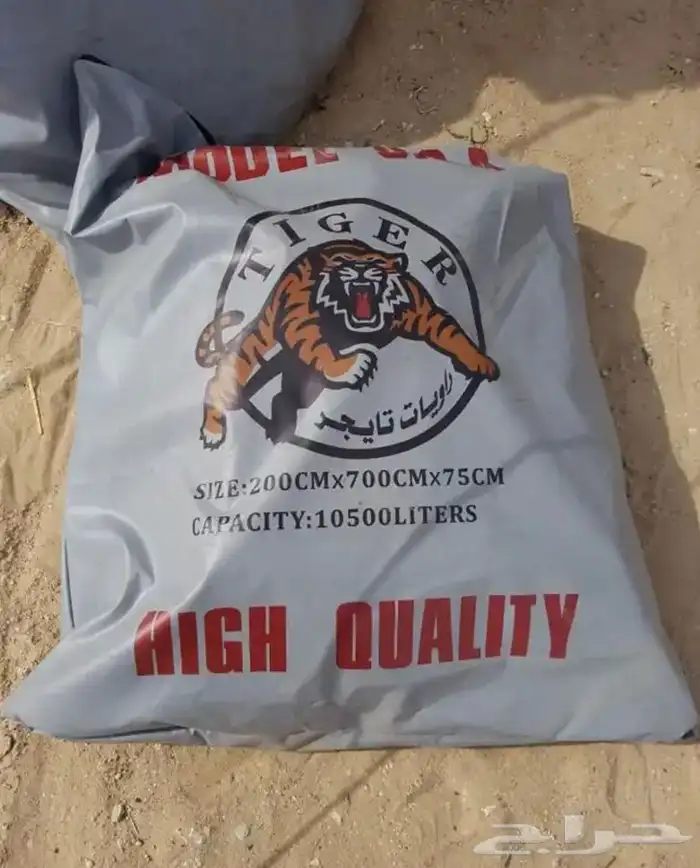 TIGER
راويات تايجر
SIZE:200CMx700CMx75CM
CAPACITY:10500LITERS
HIGH QUALITY
حراج